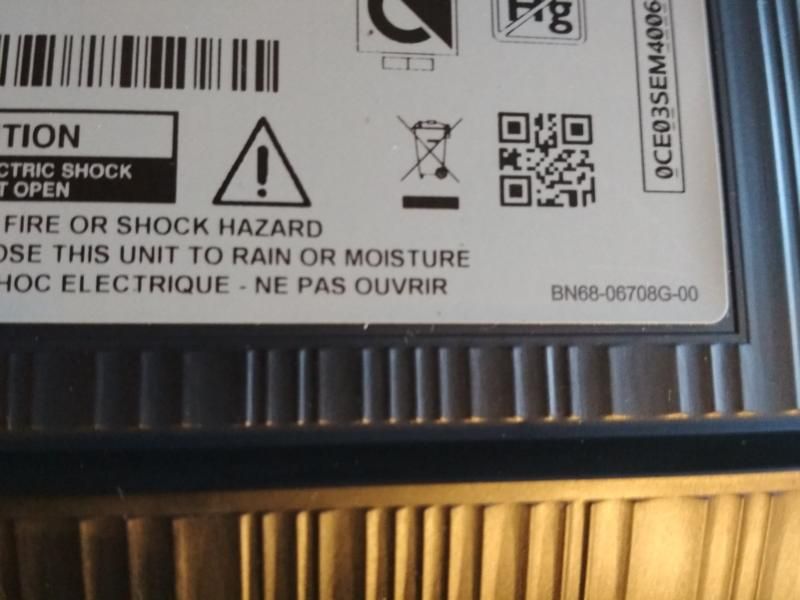 Hg
0CE03SEM4006
TION
CTRIC SHOCK
T OPEN
FIRE OR SHOCK HAZARD
OSE THIS UNIT TO RAIN OR MOISTURE
HOC ELECTRIQUE - NE PAS OUVRIR
BN68-06708G-00